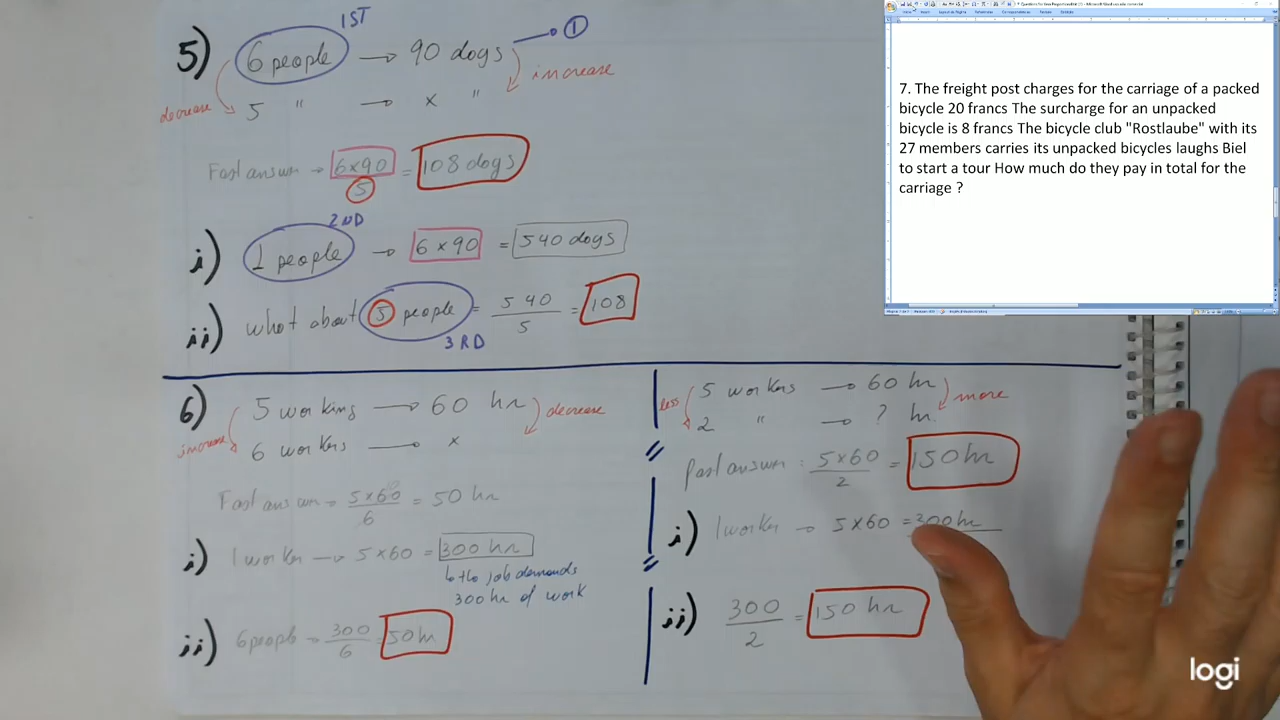 5) 6 people 1ST → 90 dogs → ①
decrease 5 " → x " increase
Fast answer → 6x90 / 5 = 108 dogs
i) 1 people 2ND → 6 x 90 = 540 dogs
ii) what about 5 people 3RD = 540 / 5 = 108
6) 5 working → 60 hr decrease
increase 6 workers → x
Fast answer = 5x60 / 6 = 50 hr
i) 1 worker → 5 x 60 = 300 hr
↳ the job demands
300 hr of work
ii) 6 people → 300 / 6 = 50 hr
5 workers → 60 hr
less 2 " → ? hr. more
fast answer : 5x60 / 2 = 150 hr
i) 1 worker → 5 x 60 = 300 hr
ii) 300 / 2 = 150 hr
7. The freight post charges for the carriage of a packed
bicycle 20 francs The surcharge for an unpacked
bicycle is 8 francs The bicycle club "Rostlaube" with its
27 members carries its unpacked bicycles laughs Biel
to start a tour How much do they pay in total for the
carriage ?
logi